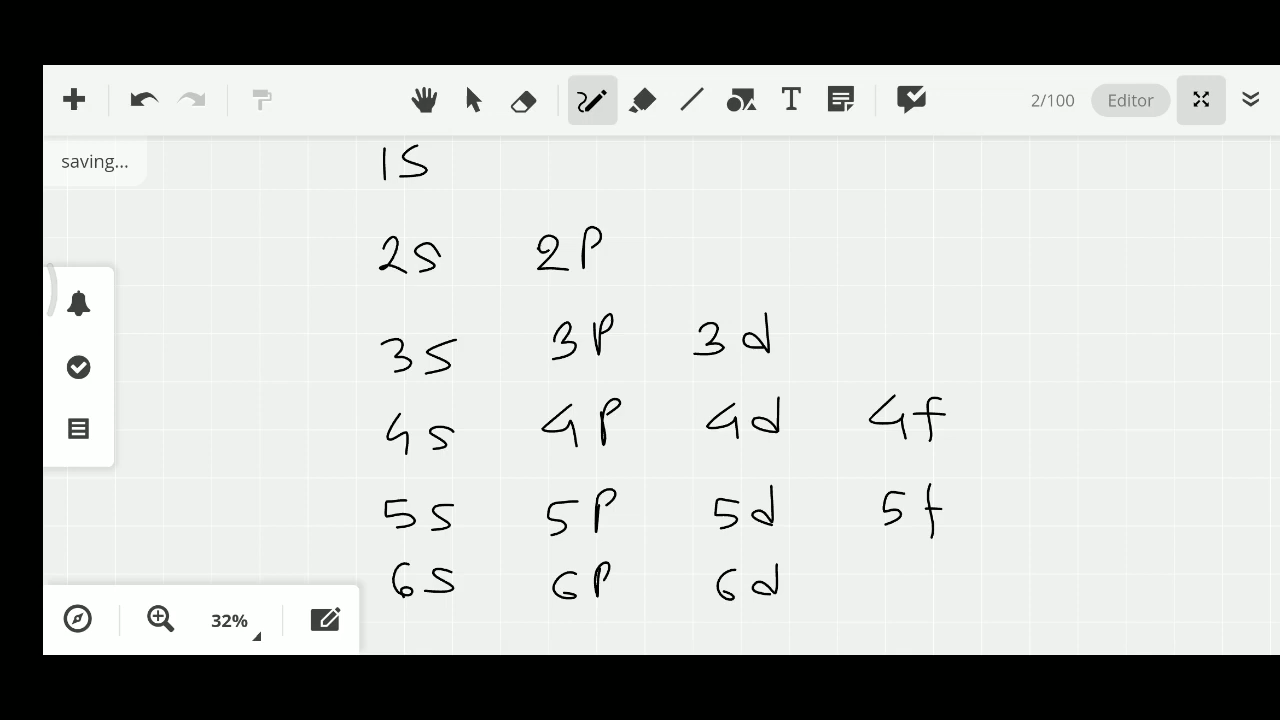 2/100 Editor
saving...
1S
2S 2P
3S 3P 3d
4S 4P 4d 4f
5S 5P 5d 5f
6S 6P 6d
32%